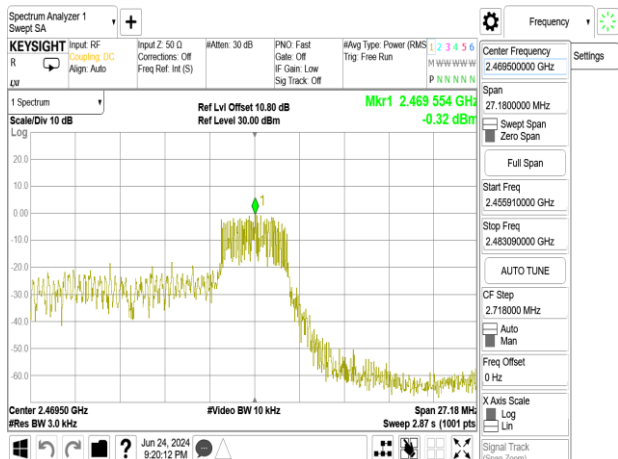 Spectrum Analyzer 1
Swept SA
+
Frequency
KEYSIGHT
R
Input: RF
Coupling: DC
Align: Auto
Input Z: 50 Ω
Corrections: Off
Freq Ref: Int (S)
#Atten: 30 dB
PNO: Fast
Gate: Off
IF Gain: Low
Sig Track: Off
#Avg Type: Power (RMS
Trig: Free Run
1 2 3 4 5 6
M W W W W W
P N N N N N
Center Frequency
2.469500000 GHz
Settings
Span
27.1800000 MHz
Swept Span
Zero Span
Full Span
Start Freq
2.455910000 GHz
Stop Freq
2.483090000 GHz
AUTO TUNE
CF Step
2.718000 MHz
Auto
Man
Freq Offset
0 Hz
X Axis Scale
Log
Lin
Signal Track
(Span Zoom)
1 Spectrum
Scale/Div 10 dB
Ref Lvl Offset 10.80 dB
Ref Level 30.00 dBm
Mkr1 2.469 554 GHz
-0.32 dBm
Log
20.0
10.0
0.00
-10.0
-20.0
-30.0
-40.0
-50.0
-60.0
1
Center 2.46950 GHz
#Res BW 3.0 kHz
#Video BW 10 kHz
Span 27.18 MHz
Sweep 2.87 s (1001 pts)
?
Jun 24, 2024
9:20:12 PM